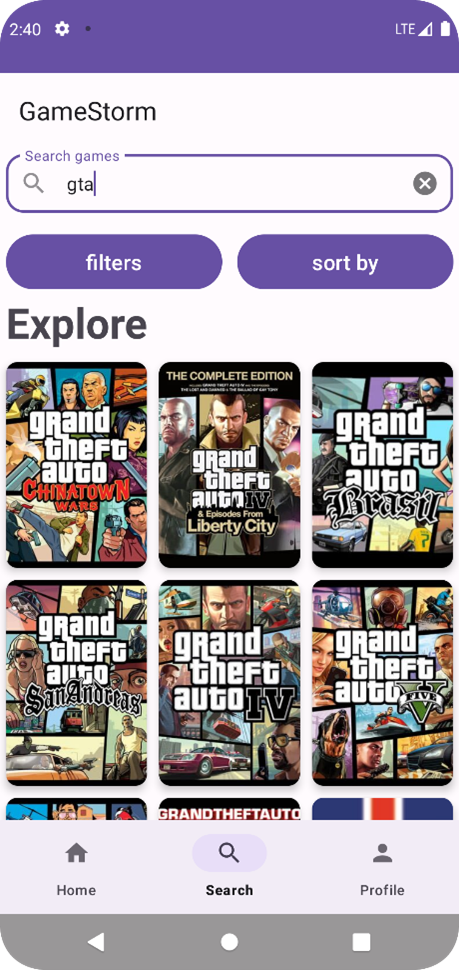 2:40
LTE
GameStorm
Search games
gta
filters
sort by
Explore
grand
theft
auto
CHINATOWN
WARS
THE COMPLETE EDITION
grand
theft
auto IV
& Episodes From
Liberty City
grand
theft
auto
Brasil
grand
theft
auto
San Andreas
grand
theft
auto IV
grand
theft
auto V
FIVE
GRANDTHEFTAUTO
Home
Search
Profile